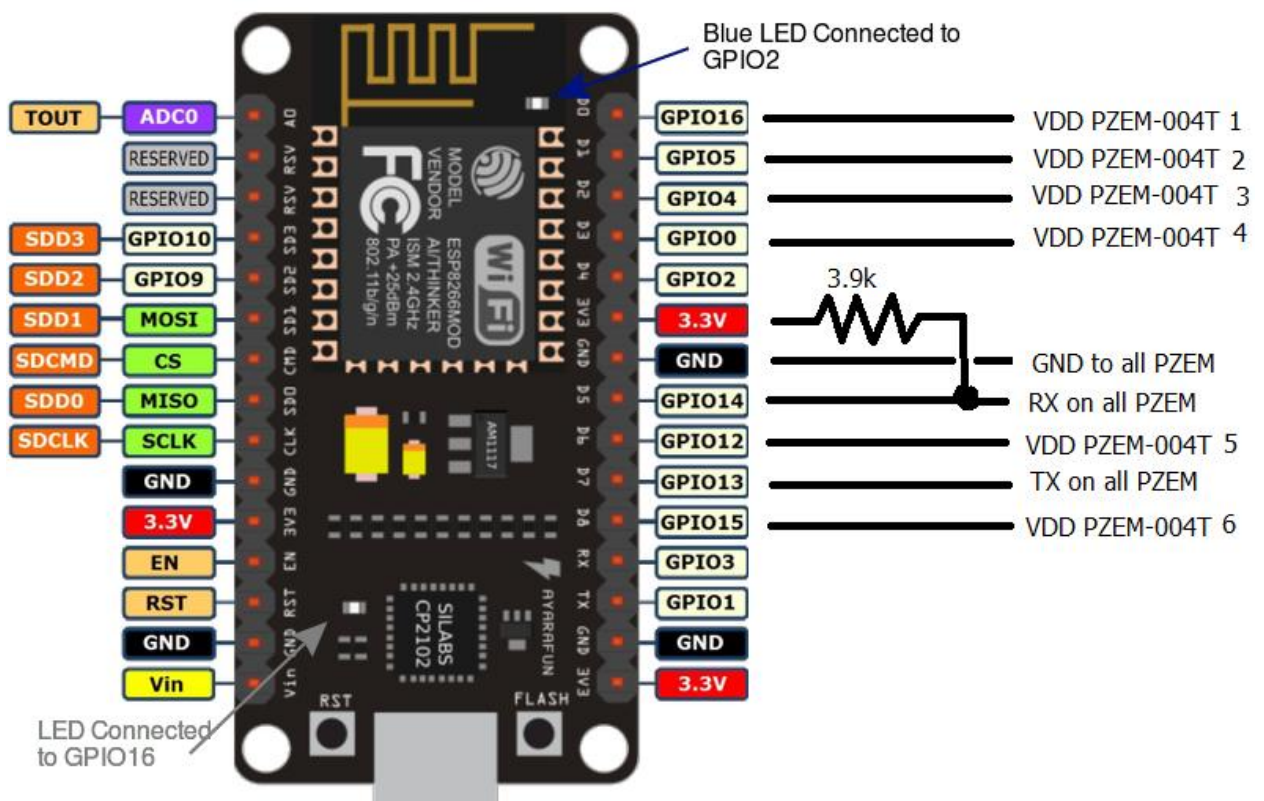 Blue LED Connected to
GPIO2
TOUT ADC0 A0 D0 GPIO16 VDD PZEM-004T 1
RESERVED RSV D1 GPIO5 VDD PZEM-004T 2
RESERVED RSV D2 GPIO4 VDD PZEM-004T 3
SDD3 GPIO10 SD3 D3 GPIO0 VDD PZEM-004T 4
SDD2 GPIO9 SD2 D4 GPIO2
3.9k
SDD1 MOSI SD1 3V3 3.3V
SDCMD CS CMD GND GND GND to all PZEM
SDD0 MISO SD0 D5 GPIO14 RX on all PZEM
SDCLK SCLK CLK D6 GPIO12 VDD PZEM-004T 5
GND GND D7 GPIO13 TX on all PZEM
3.3V 3V3 D8 GPIO15 VDD PZEM-004T 6
EN EN RX GPIO3
RST RST TX GPIO1
GND GND GND GND
Vin Vin 3V3 3.3V
MODEL
VENDOR
ESP8266MOD
AI/THINKER
ISM 2.4GHz
PA +25dBm
802.11b/g/n
FC
Wi Fi
AM1117
SILABS
CP2102
AYARAFUN
RST
FLASH
LED Connected
to GPIO16